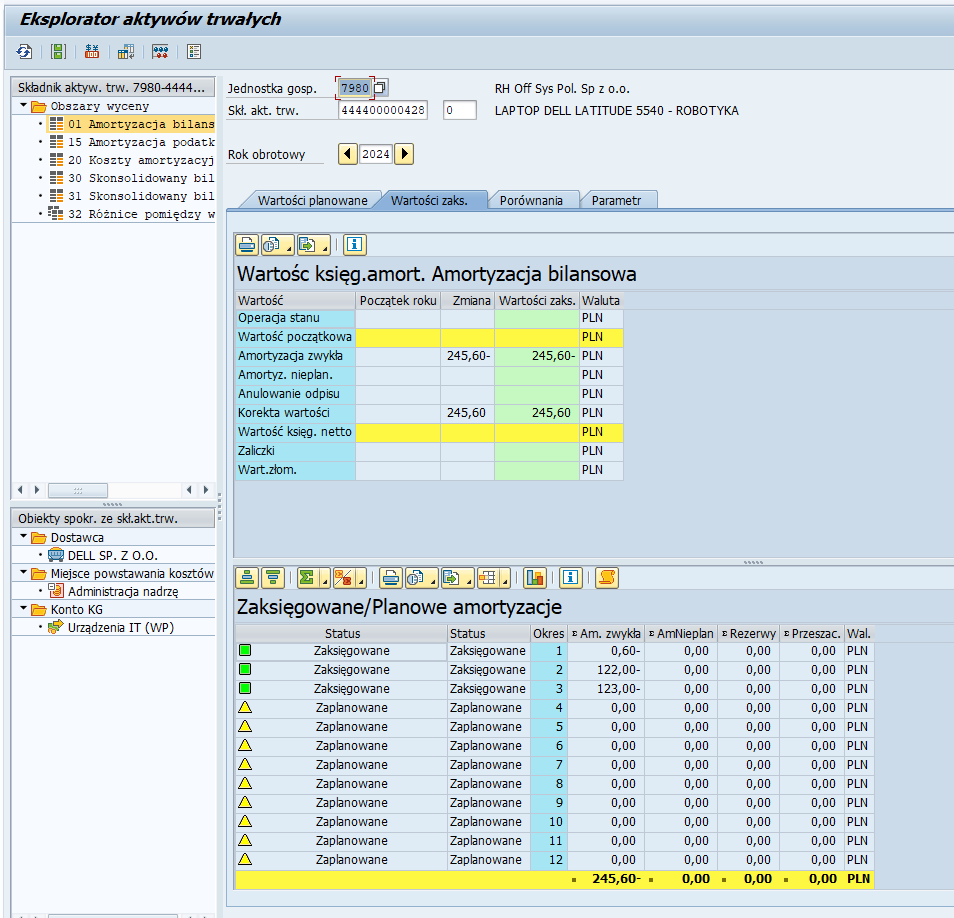 Eksplorator aktywów trwałych
Składnik aktyw. trw. 7980-4444...
Obszary wyceny
01 Amortyzacja bilans
15 Amortyzacja podatk
20 Koszty amortyzacyj
30 Skonsolidowany bil
31 Skonsolidowany bil
32 Różnice pomiędzy w
Obiekty spokr. ze skł.akt.trw.
Dostawca
DELL SP. Z O.O.
Miejsce powstawania kosztów
Administracja nadrzę
Konto KG
Urządzenia IT (WP)
Jednostka gosp. 7980 RH Off Sys Pol. Sp z o.o.
Skł. akt. trw. 444400000428 0 LAPTOP DELL LATITUDE 5540 - ROBOTYKA
Rok obrotowy 2024
Wartości planowane Wartości zaks. Porównania Parametr
Wartośc księg.amort. Amortyzacja bilansowa
Wartość Początek roku Zmiana Wartości zaks. Waluta
Operacja stanu PLN
Wartość początkowa PLN
Amortyzacja zwykła 245,60- 245,60- PLN
Amortyz. nieplan. PLN
Anulowanie odpisu PLN
Korekta wartości 245,60 245,60 PLN
Wartość księg. netto PLN
Zaliczki PLN
Wart.złom. PLN
Zaksięgowane/Planowe amortyzacje
Status Status Okres Σ Am. zwykła Σ AmNieplan Σ Rezerwy Σ Przeszac. Wal.
Zaksięgowane Zaksięgowane 1 0,60- 0,00 0,00 0,00 PLN
Zaksięgowane Zaksięgowane 2 122,00- 0,00 0,00 0,00 PLN
Zaksięgowane Zaksięgowane 3 123,00- 0,00 0,00 0,00 PLN
Zaplanowane Zaplanowane 4 0,00 0,00 0,00 0,00 PLN
Zaplanowane Zaplanowane 5 0,00 0,00 0,00 0,00 PLN
Zaplanowane Zaplanowane 6 0,00 0,00 0,00 0,00 PLN
Zaplanowane Zaplanowane 7 0,00 0,00 0,00 0,00 PLN
Zaplanowane Zaplanowane 8 0,00 0,00 0,00 0,00 PLN
Zaplanowane Zaplanowane 9 0,00 0,00 0,00 0,00 PLN
Zaplanowane Zaplanowane 10 0,00 0,00 0,00 0,00 PLN
Zaplanowane Zaplanowane 11 0,00 0,00 0,00 0,00 PLN
Zaplanowane Zaplanowane 12 0,00 0,00 0,00 0,00 PLN
245,60- 0,00 0,00 0,00 PLN